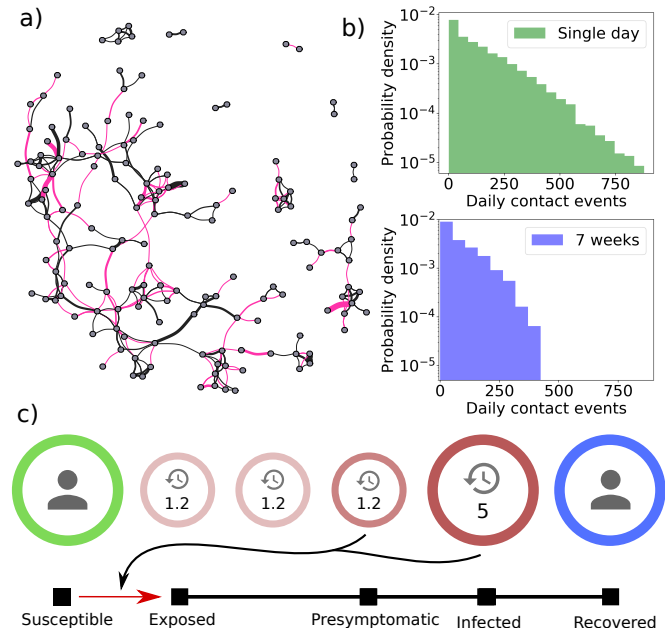 a)
b)
Probability density
10⁻²
10⁻³
10⁻⁴
10⁻⁵
Single day
0
250
500
750
Daily contact events
Probability density
10⁻²
10⁻³
10⁻⁴
10⁻⁵
7 weeks
0
250
500
750
Daily contact events
c)
1.2
1.2
1.2
5
Susceptible
Exposed
Presymptomatic
Infected
Recovered